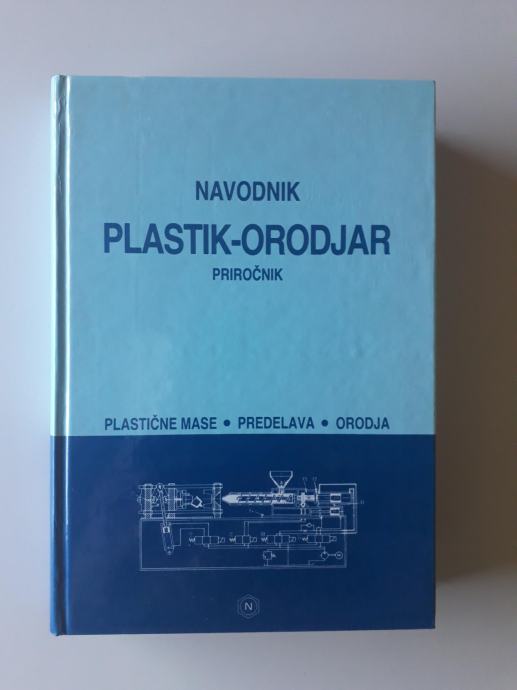 NAVODNIK
PLASTIK-ORODJAR
PRIROČNIK
PLASTIČNE MASE • PREDELAVA • ORODJA
N